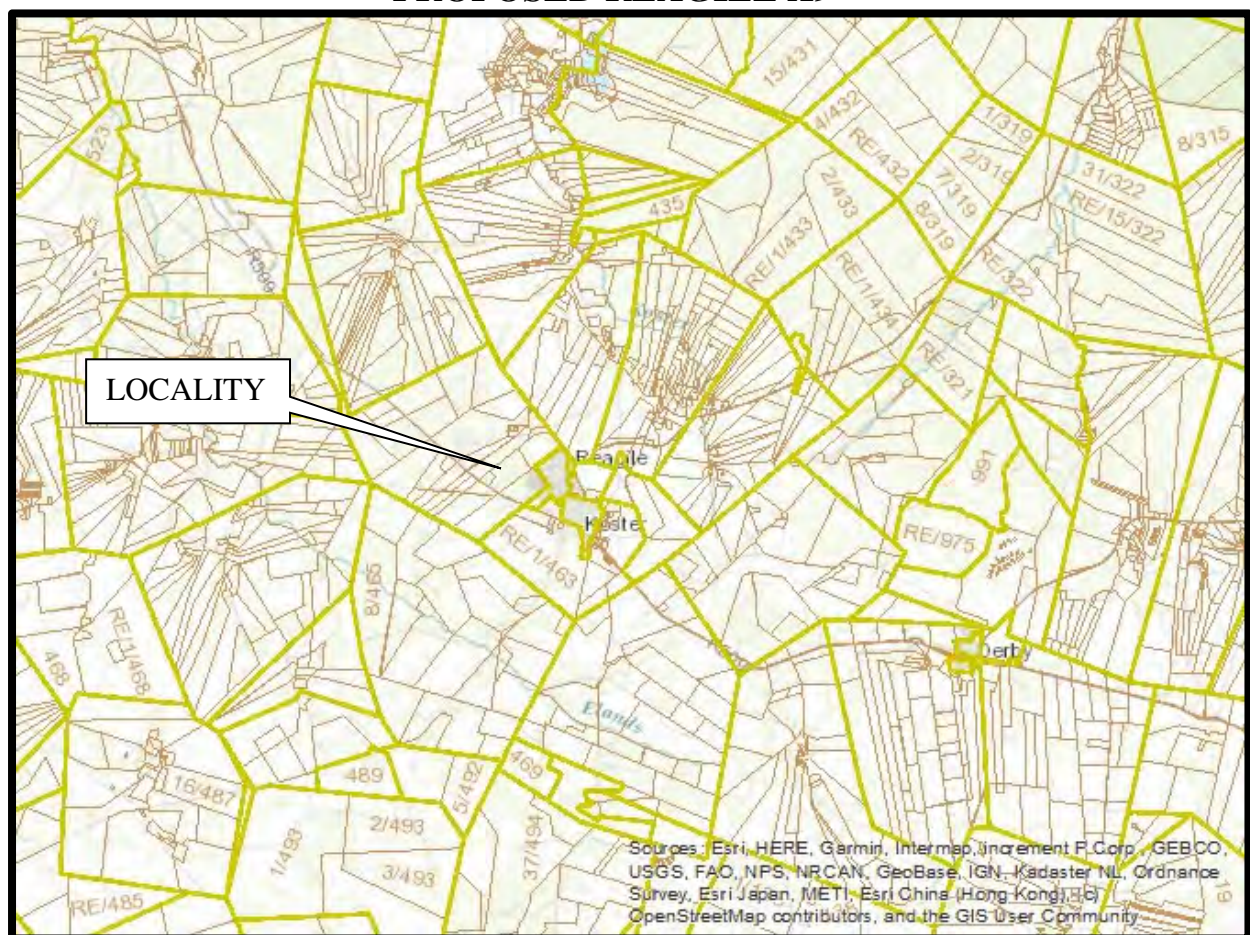 15/431
4/432
RE/432
1/319
2/319
7/319
8/319
8/315
31/322
RE/15/322
RE/322
523
435
2/433
RE/1/433
RE/1/434
RE/321
LOCALITY
Reagile
Koster
991
RE/975
RE/1/463
8/465
RE/1/468
468
Derby
Elands
469
489
5/492
16/487
1/493
2/493
3/493
37/494
RE/485
Sources: Esri, HERE, Garmin, Intermap, increment P Corp., GEBCO,
USGS, FAO, NPS, NRCAN, GeoBase, IGN, Kadaster NL, Ordnance
Survey, Esri Japan, METI, Esri China (Hong Kong), (c)
OpenStreetMap contributors, and the GIS User Community